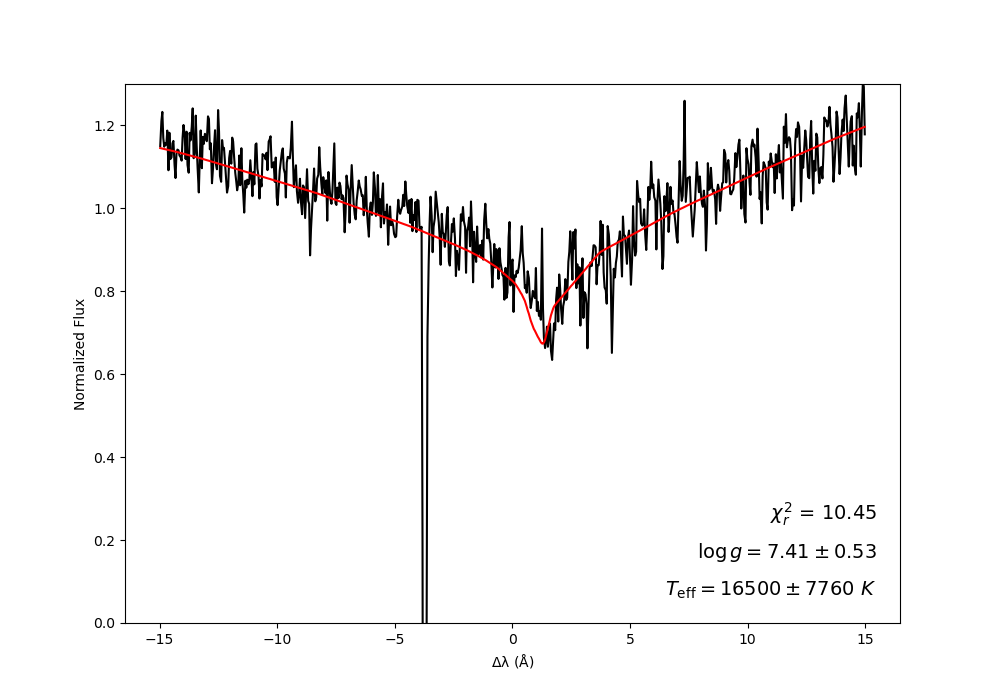 1.2
1.0
0.8
0.6
0.4
0.2
0.0
Normalized Flux
χ²ᵣ = 10.45
log g = 7.41 ± 0.53
T_eff = 16500 ± 7760 K
−15 −10 −5 0 5 10 15
Δλ (Å)